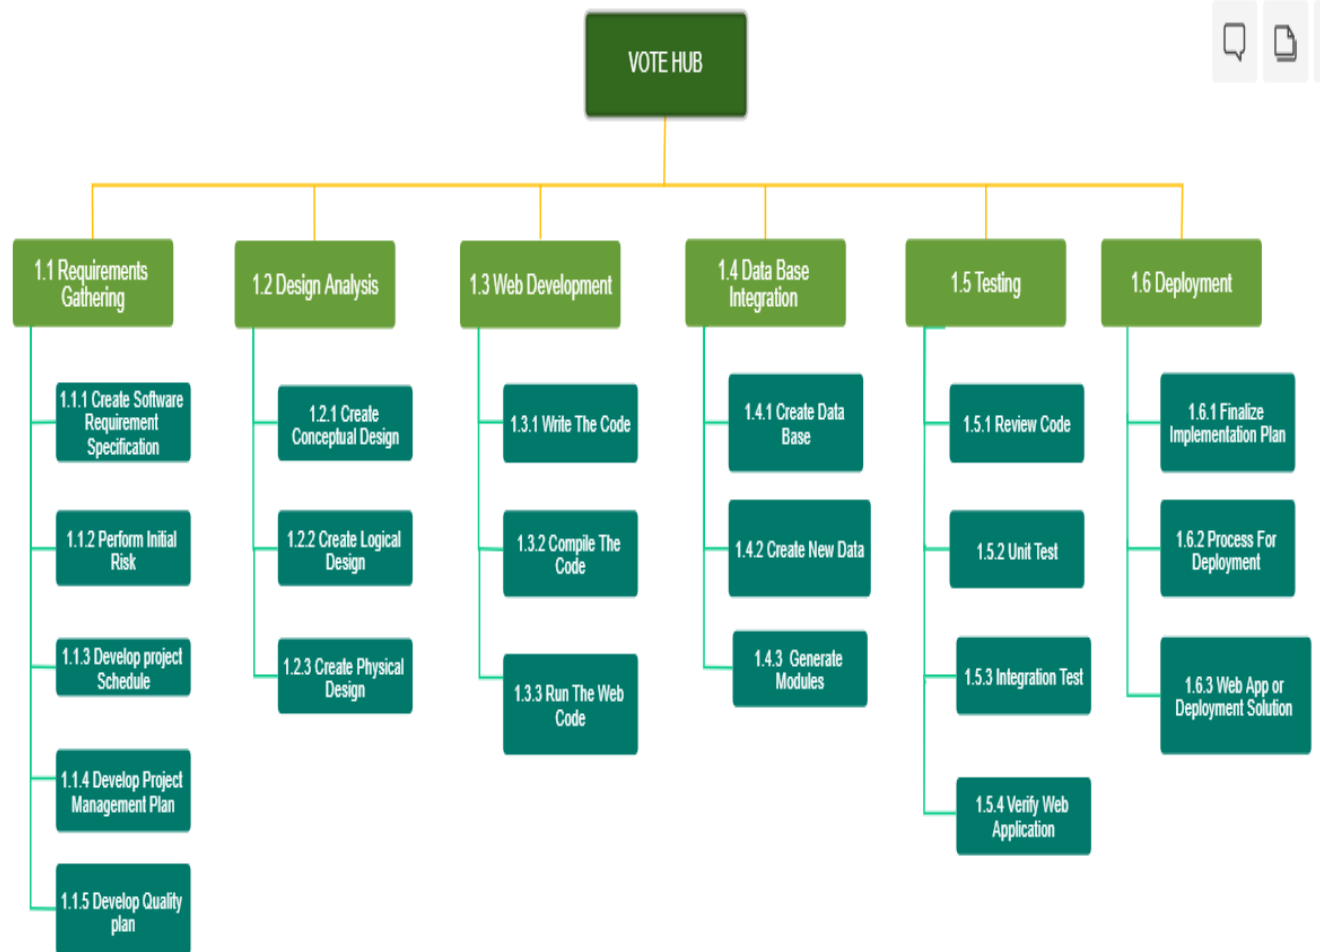 VOTE HUB
1.1 Requirements
Gathering
1.2 Design Analysis
1.3 Web Development
1.4 Data Base
Integration
1.5 Testing
1.6 Deployment
1.1.1 Create Software
Requirement
Specification
1.1.2 Perform Initial
Risk
1.1.3 Develop project
Schedule
1.1.4 Develop Project
Management Plan
1.1.5 Develop Quality
plan
1.2.1 Create
Conceptual Design
1.2.2 Create Logical
Design
1.2.3 Create Physical
Design
1.3.1 Write The Code
1.3.2 Compile The
Code
1.3.3 Run The Web
Code
1.4.1 Create Data
Base
1.4.2 Create New Data
1.4.3 Generate
Modules
1.5.1 Review Code
1.5.2 Unit Test
1.5.3 Integration Test
1.5.4 Verify Web
Application
1.6.1 Finalize
Implementation Plan
1.6.2 Process For
Deployment
1.6.3 Web App or
Deployment Solution